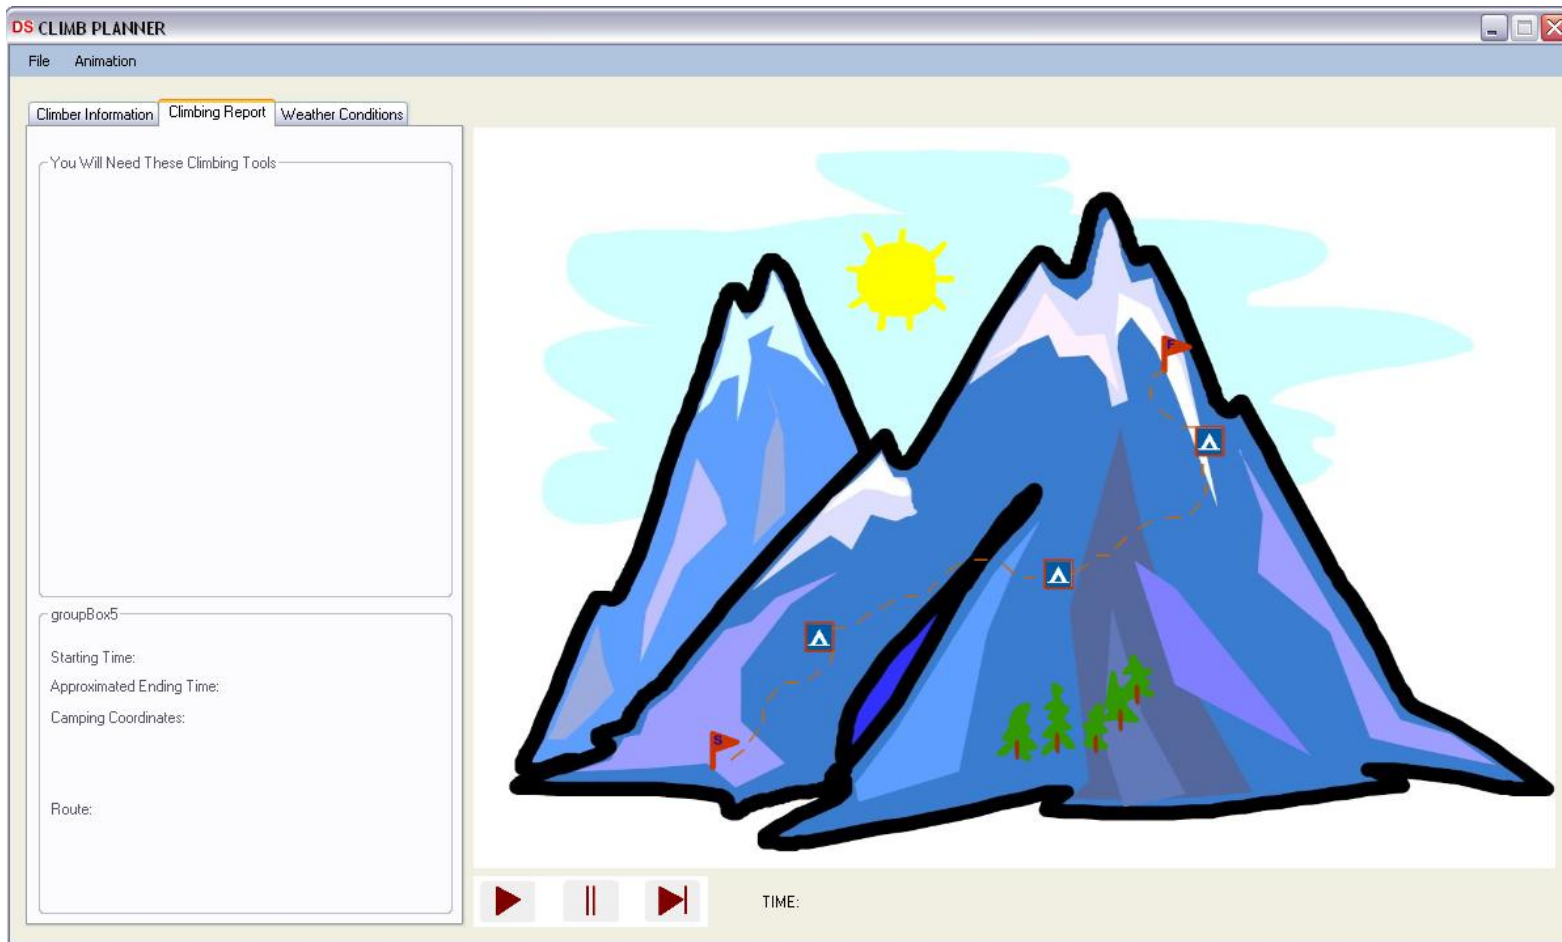 DS CLIMB PLANNER
File Animation
Climber Information Climbing Report Weather Conditions
You Will Need These Climbing Tools
groupBox5
Starting Time:
Approximated Ending Time:
Camping Coordinates:
Route:
F
S
TIME: